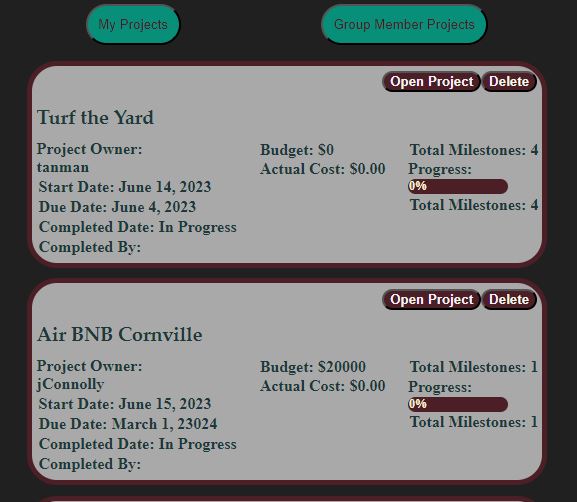 My Projects
Group Member Projects
Open Project
Delete
Turf the Yard
Project Owner:
tanman
Start Date: June 14, 2023
Due Date: June 4, 2023
Completed Date: In Progress
Completed By:
Budget: $0
Actual Cost: $0.00
Total Milestones: 4
Progress:
0%
Total Milestones: 4
Open Project
Delete
Air BNB Cornville
Project Owner:
jConnolly
Start Date: June 15, 2023
Due Date: March 1, 23024
Completed Date: In Progress
Completed By:
Budget: $20000
Actual Cost: $0.00
Total Milestones: 1
Progress:
0%
Total Milestones: 1